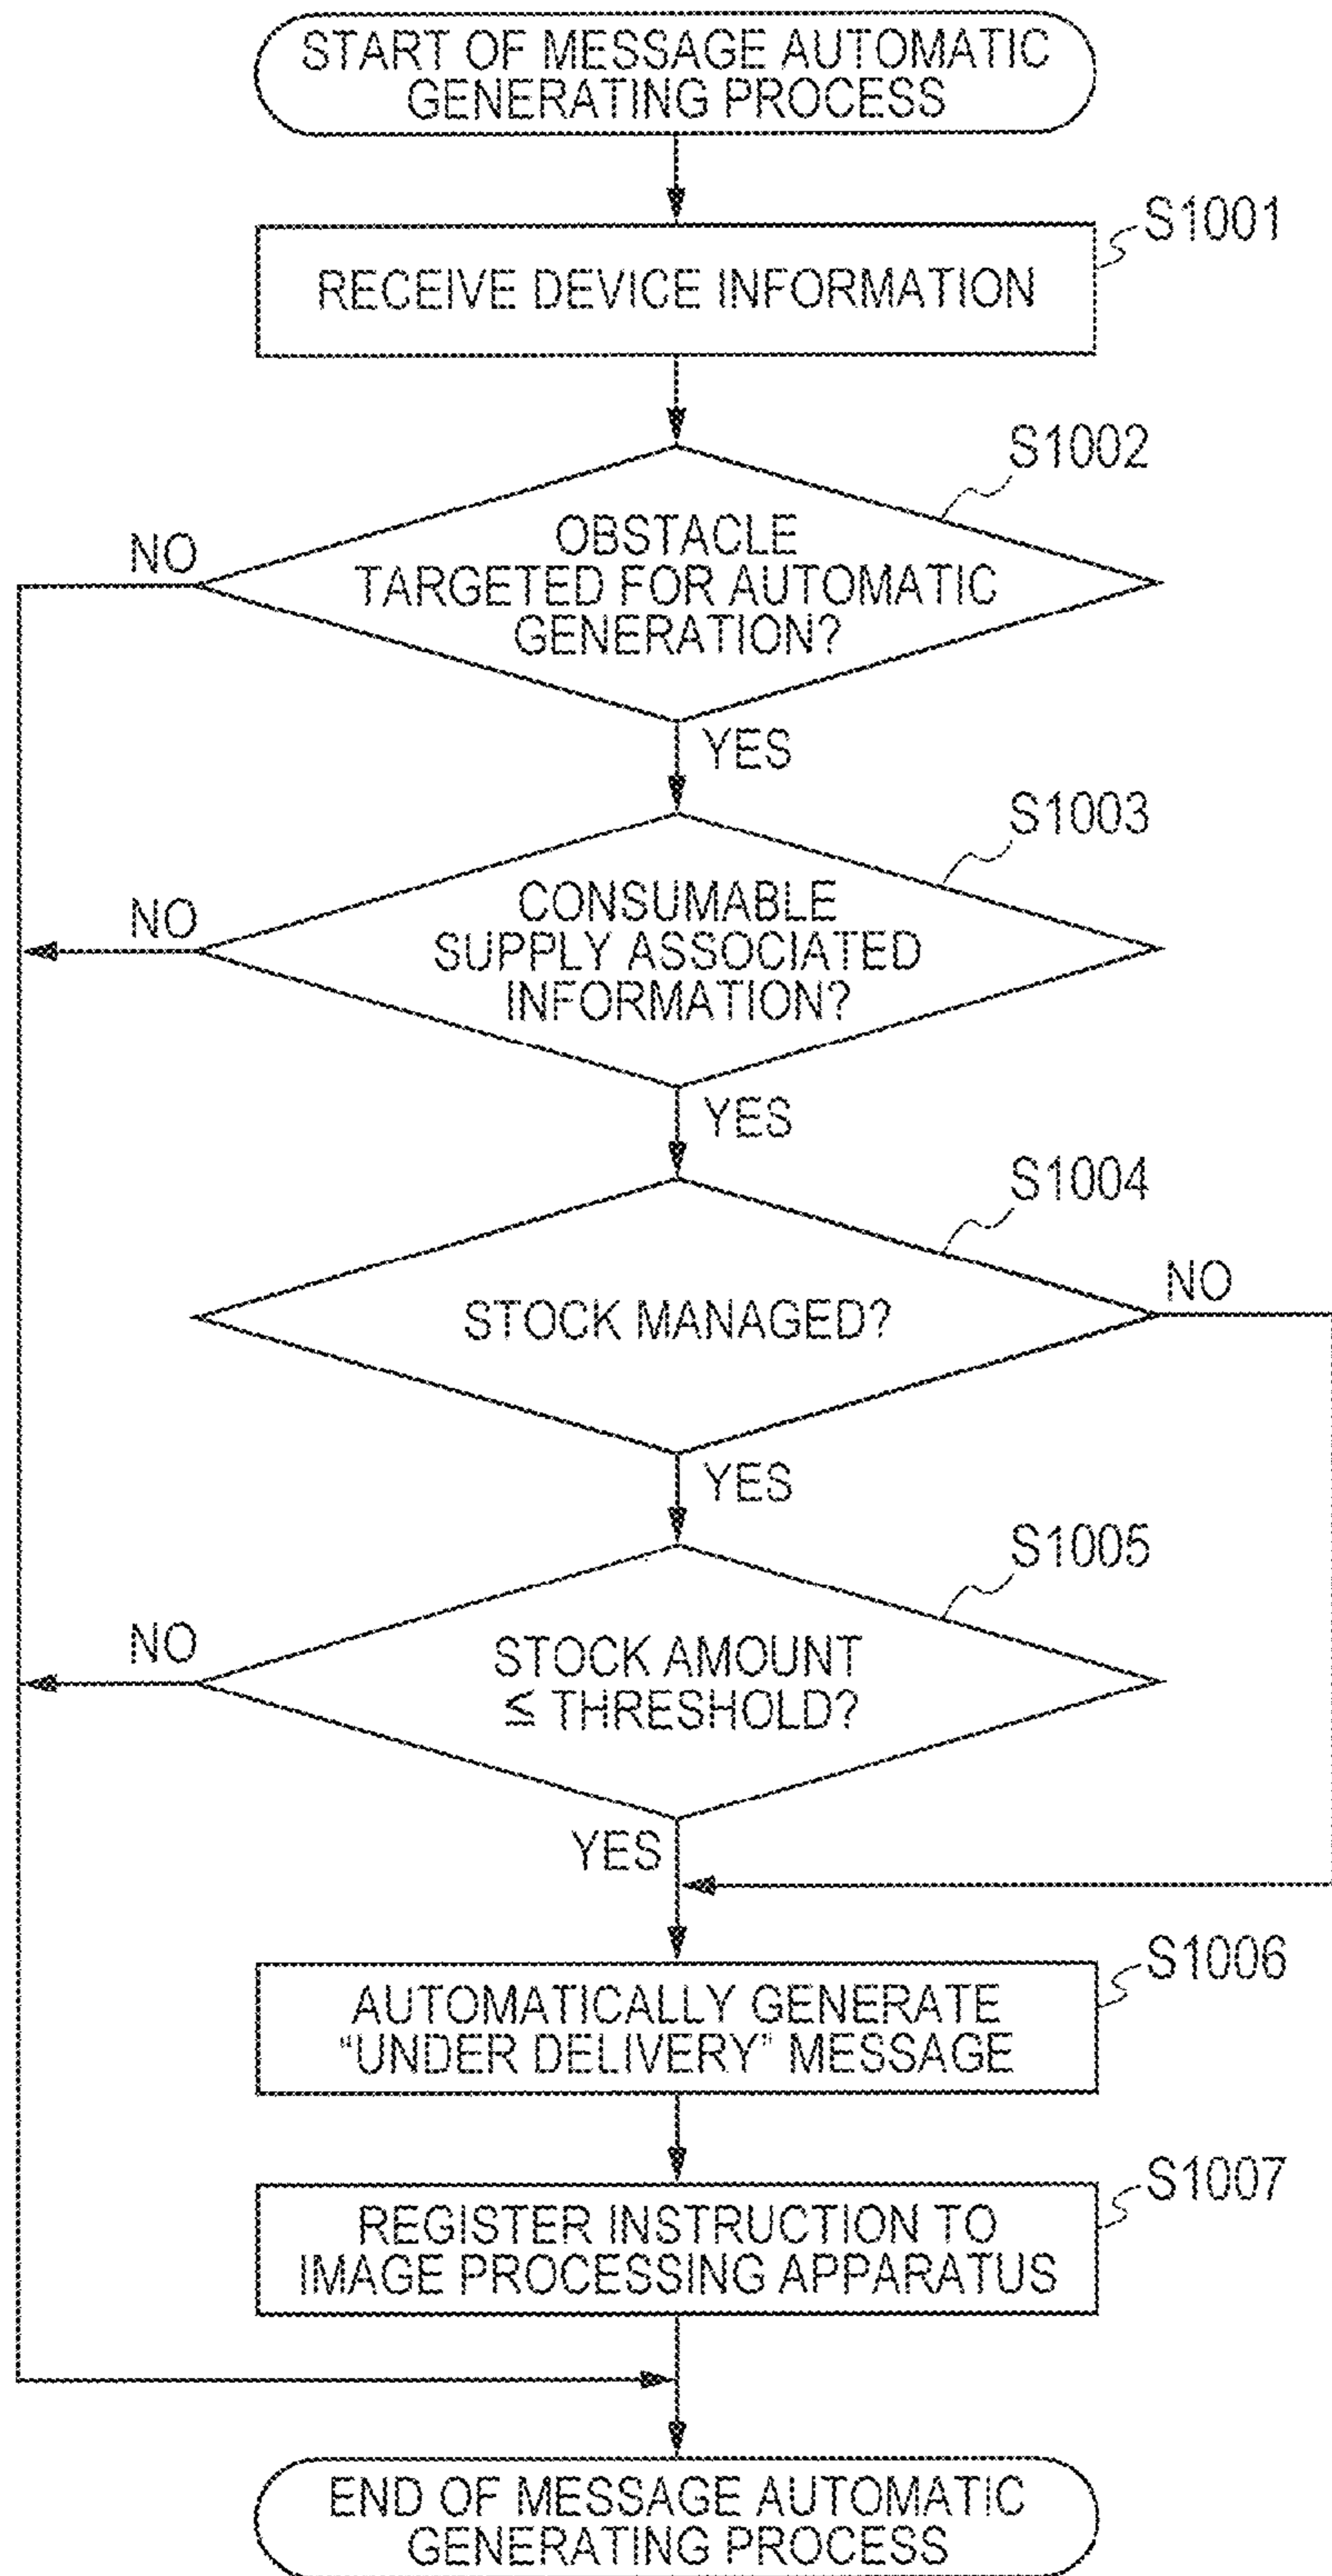 START OF MESSAGE AUTOMATIC
GENERATING PROCESS
S1001
RECEIVE DEVICE INFORMATION
S1002
NO
OBSTACLE
TARGETED FOR AUTOMATIC
GENERATION?
YES
S1003
NO
CONSUMABLE
SUPPLY ASSOCIATED
INFORMATION?
YES
S1004
NO
STOCK MANAGED?
YES
S1005
NO
STOCK AMOUNT
≤ THRESHOLD?
YES
S1006
AUTOMATICALLY GENERATE
“UNDER DELIVERY” MESSAGE
S1007
REGISTER INSTRUCTION TO
IMAGE PROCESSING APPARATUS
END OF MESSAGE AUTOMATIC
GENERATING PROCESS